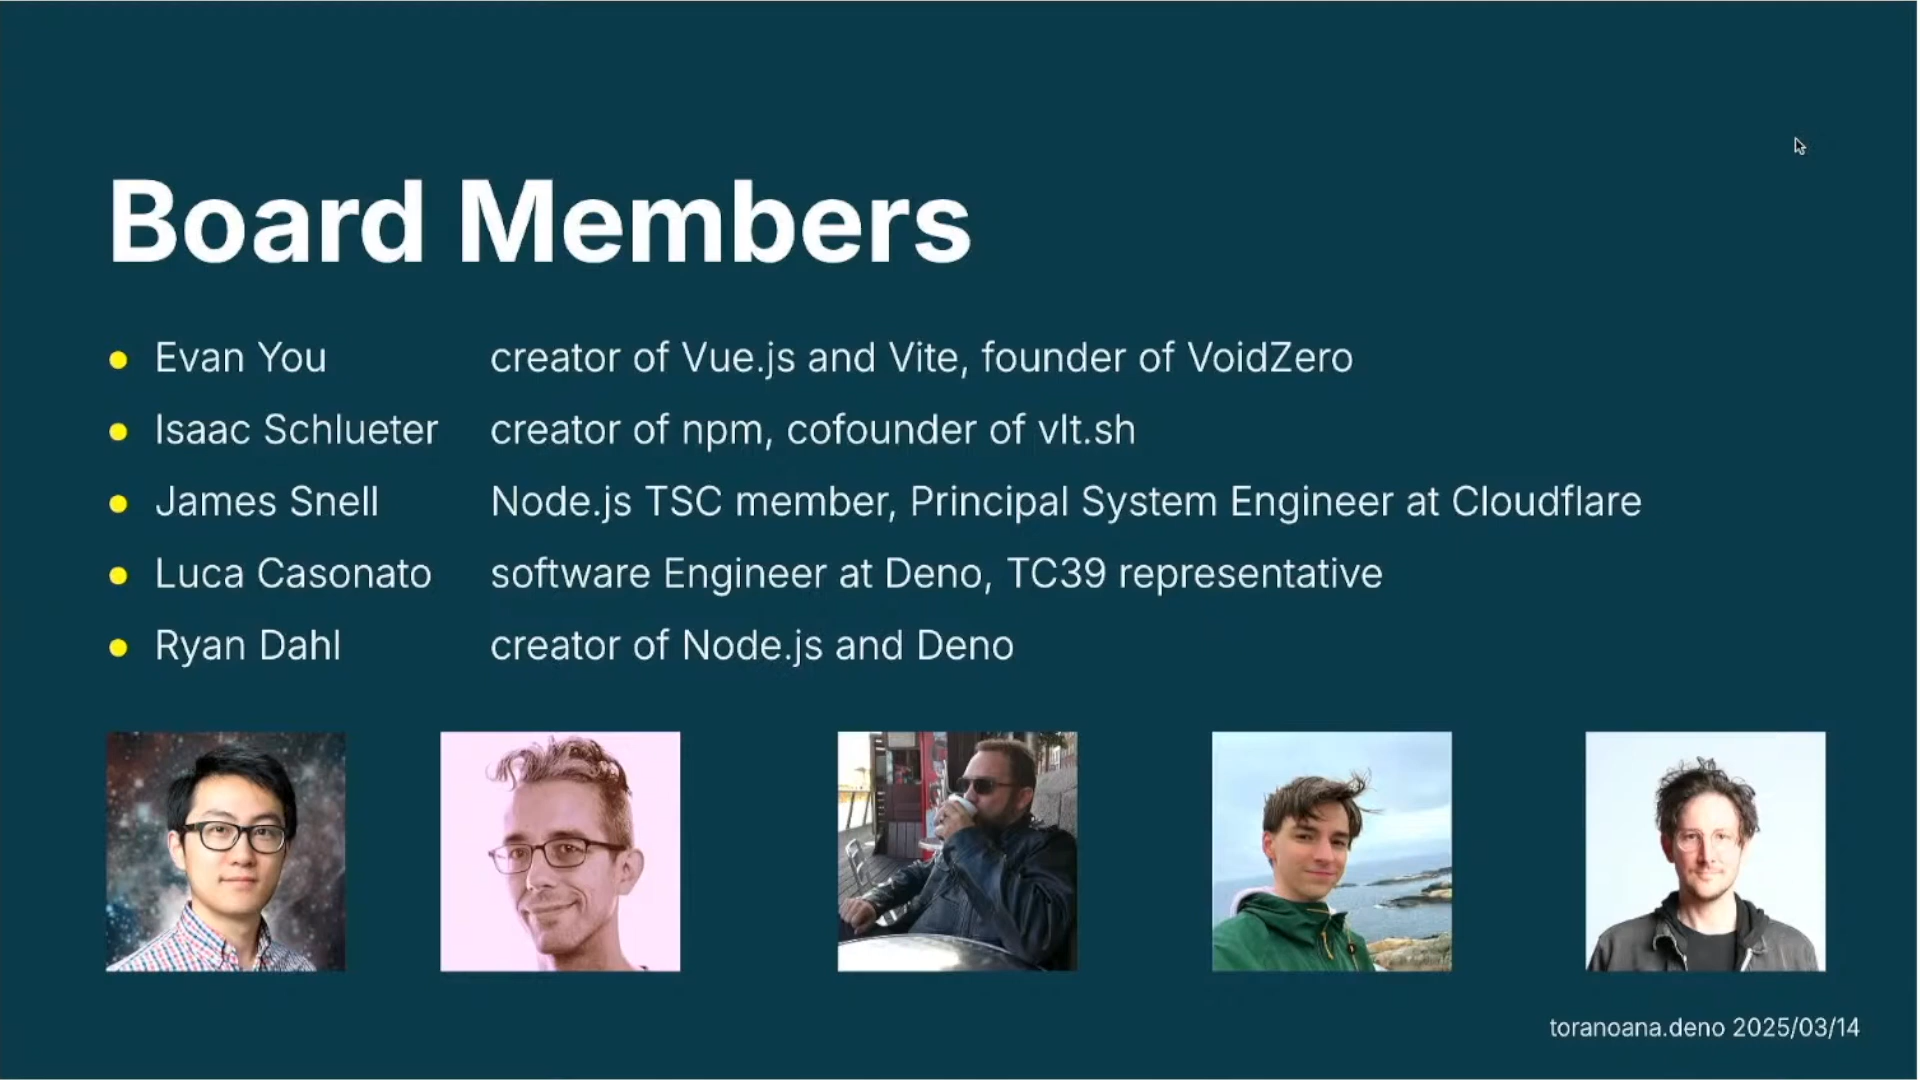 Board Members
Evan You creator of Vue.js and Vite, founder of VoidZero
Isaac Schlueter creator of npm, cofounder of vlt.sh
James Snell Node.js TSC member, Principal System Engineer at Cloudflare
Luca Casonato software Engineer at Deno, TC39 representative
Ryan Dahl creator of Node.js and Deno
toranoana.deno 2025/03/14